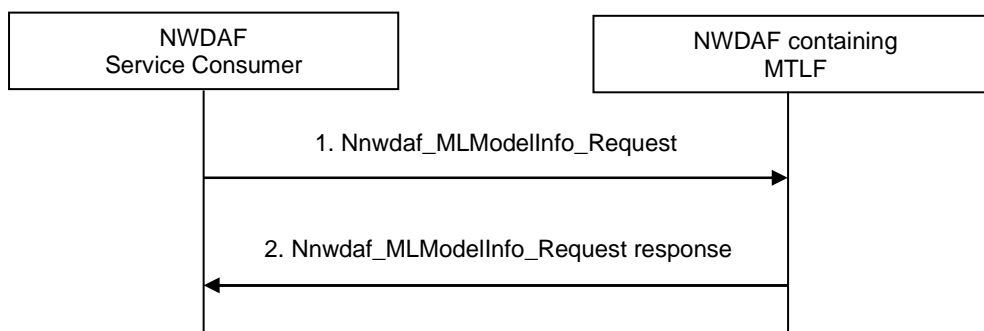 NWDAF
Service Consumer
NWDAF containing
MTLF
1. Nnwdaf_MLModelInfo_Request
2. Nnwdaf_MLModelInfo_Request response